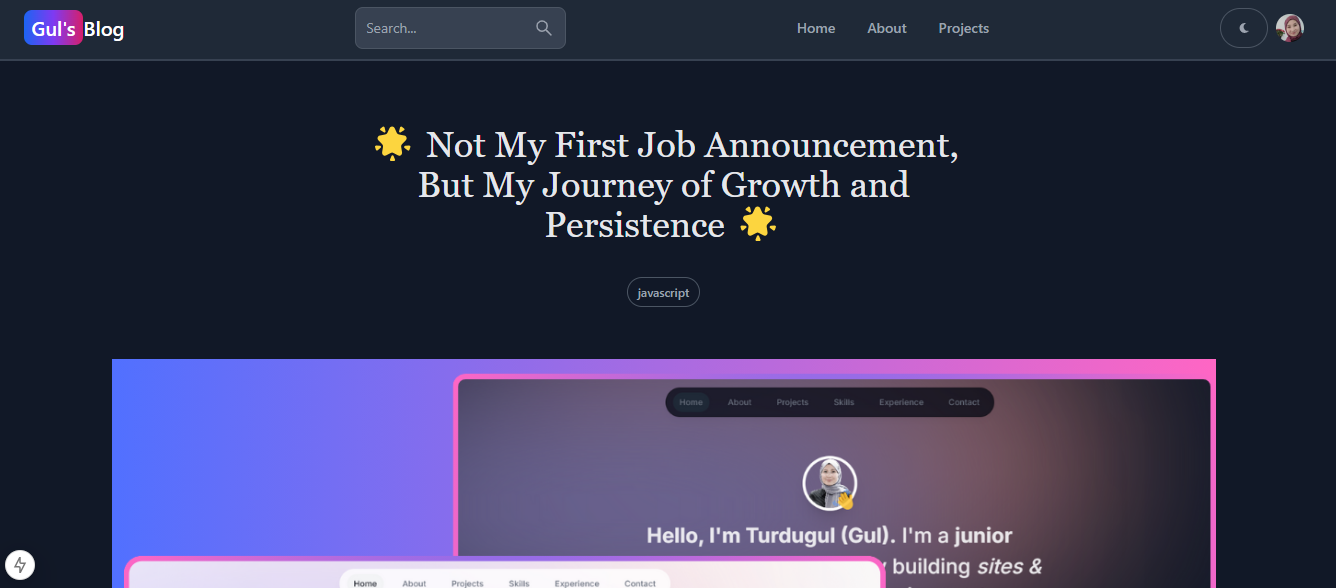 Gul's Blog
Search...
Home About Projects
🌟 Not My First Job Announcement,
But My Journey of Growth and
Persistence 🌟
javascript
Home About Projects Skills Experience Contact
Hello, I'm Turdugul (Gul). I'm a junior
building sites &
Home About Projects Skills Experience Contact